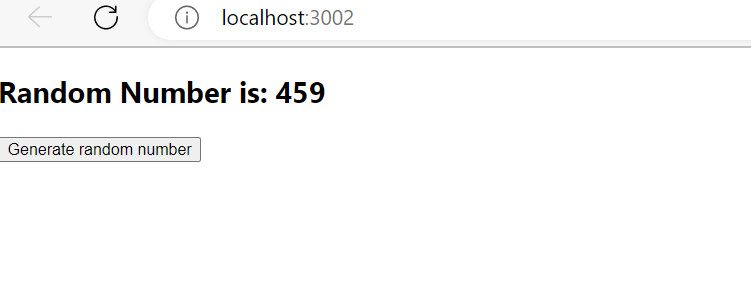 localhost:3002
Random Number is: 459
Generate random number